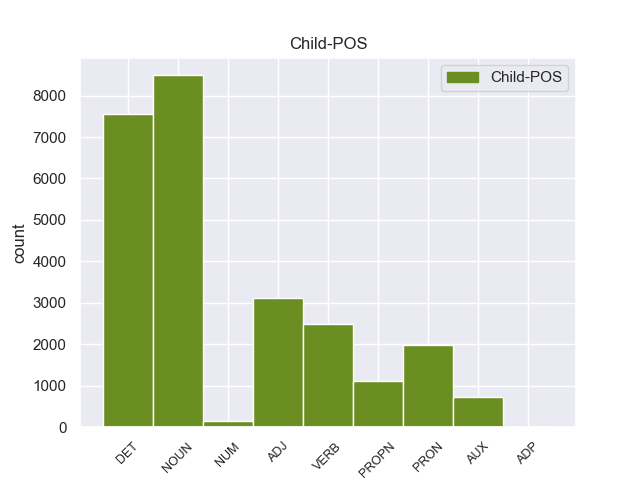 Child-POS
Child-POS
count
8000
7000
6000
5000
4000
3000
2000
1000
0
DET NOUN NUM ADJ VERB PROPN PRON AUX ADP